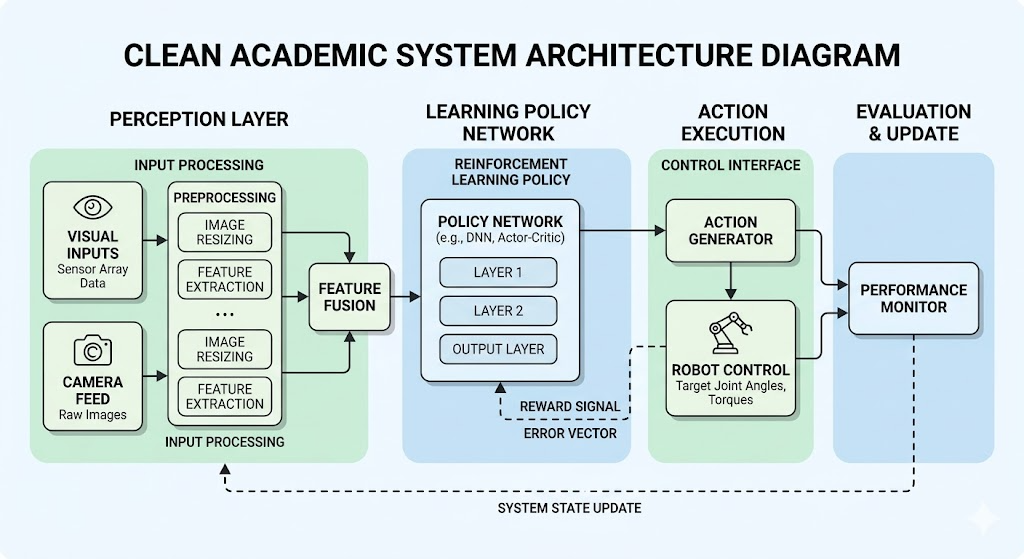 CLEAN ACADEMIC SYSTEM ARCHITECTURE DIAGRAM
PERCEPTION LAYER
INPUT PROCESSING
VISUAL
INPUTS
Sensor Array
Data
CAMERA
FEED
Raw Images
PREPROCESSING
IMAGE
RESIZING
FEATURE
EXTRACTION
...
IMAGE
RESIZING
FEATURE
EXTRACTION
INPUT PROCESSING
FEATURE
FUSION
LEARNING POLICY
NETWORK
REINFORCEMENT
LEARNING POLICY
POLICY NETWORK
(e.g., DNN, Actor-Critic)
LAYER 1
LAYER 2
OUTPUT LAYER
REWARD SIGNAL
ERROR VECTOR
ACTION
EXECUTION
CONTROL INTERFACE
ACTION
GENERATOR
ROBOT CONTROL
Target Joint Angles,
Torques
EVALUATION
& UPDATE
PERFORMANCE
MONITOR
SYSTEM STATE UPDATE